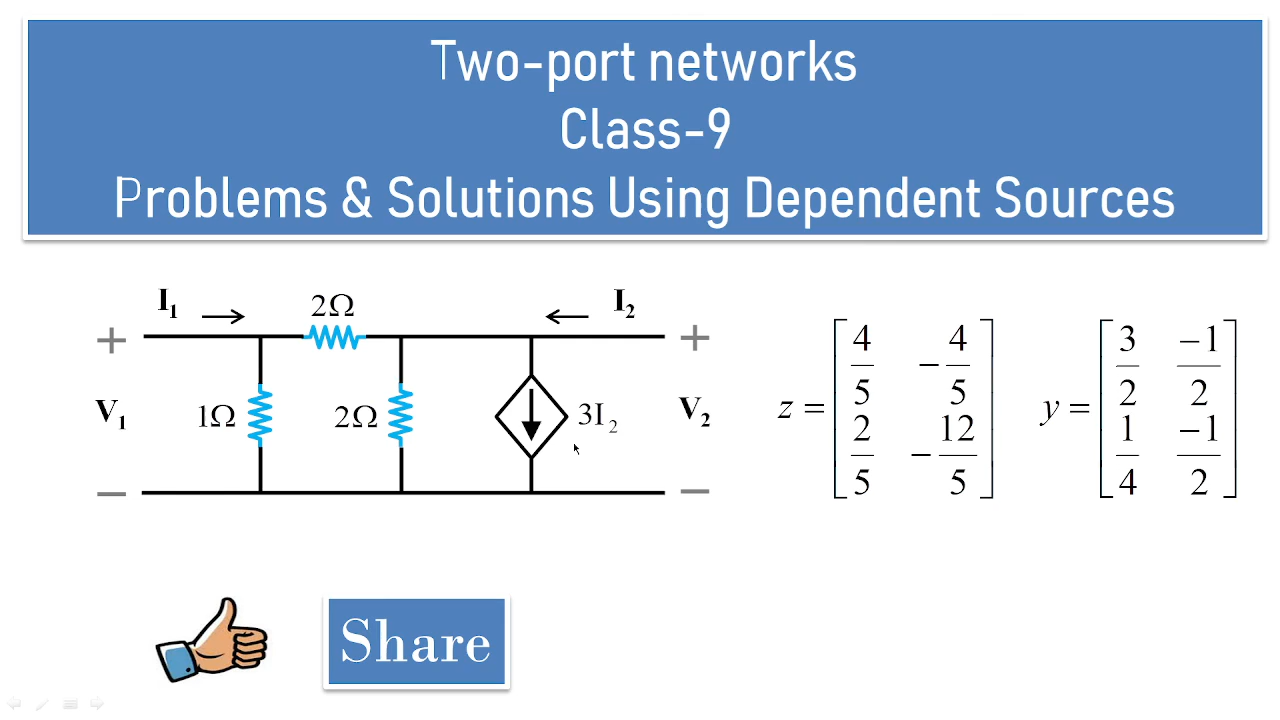 Two-port networks
Class-9
Problems & Solutions Using Dependent Sources
I₁ 2Ω I₂
+ +
V₁ 1Ω 2Ω 3I₂ V₂
− −
z = [4/5 −4/5
2/5 −12/5]
y = [3/2 −1/2
1/4 −1/2]
Share